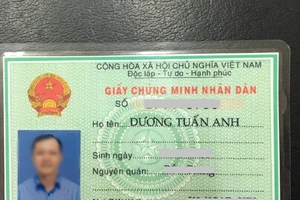 CỘNG HÒA XÃ HỘI CHỦ NGHĨA VIỆT NAM
Độc lập - Tự do - Hạnh phúc
GIẤY CHỨNG MINH NHÂN DÂN
SỐ
Họ tên: DƯƠNG TUẤN ANH
Sinh ngày
Nguyên quán: